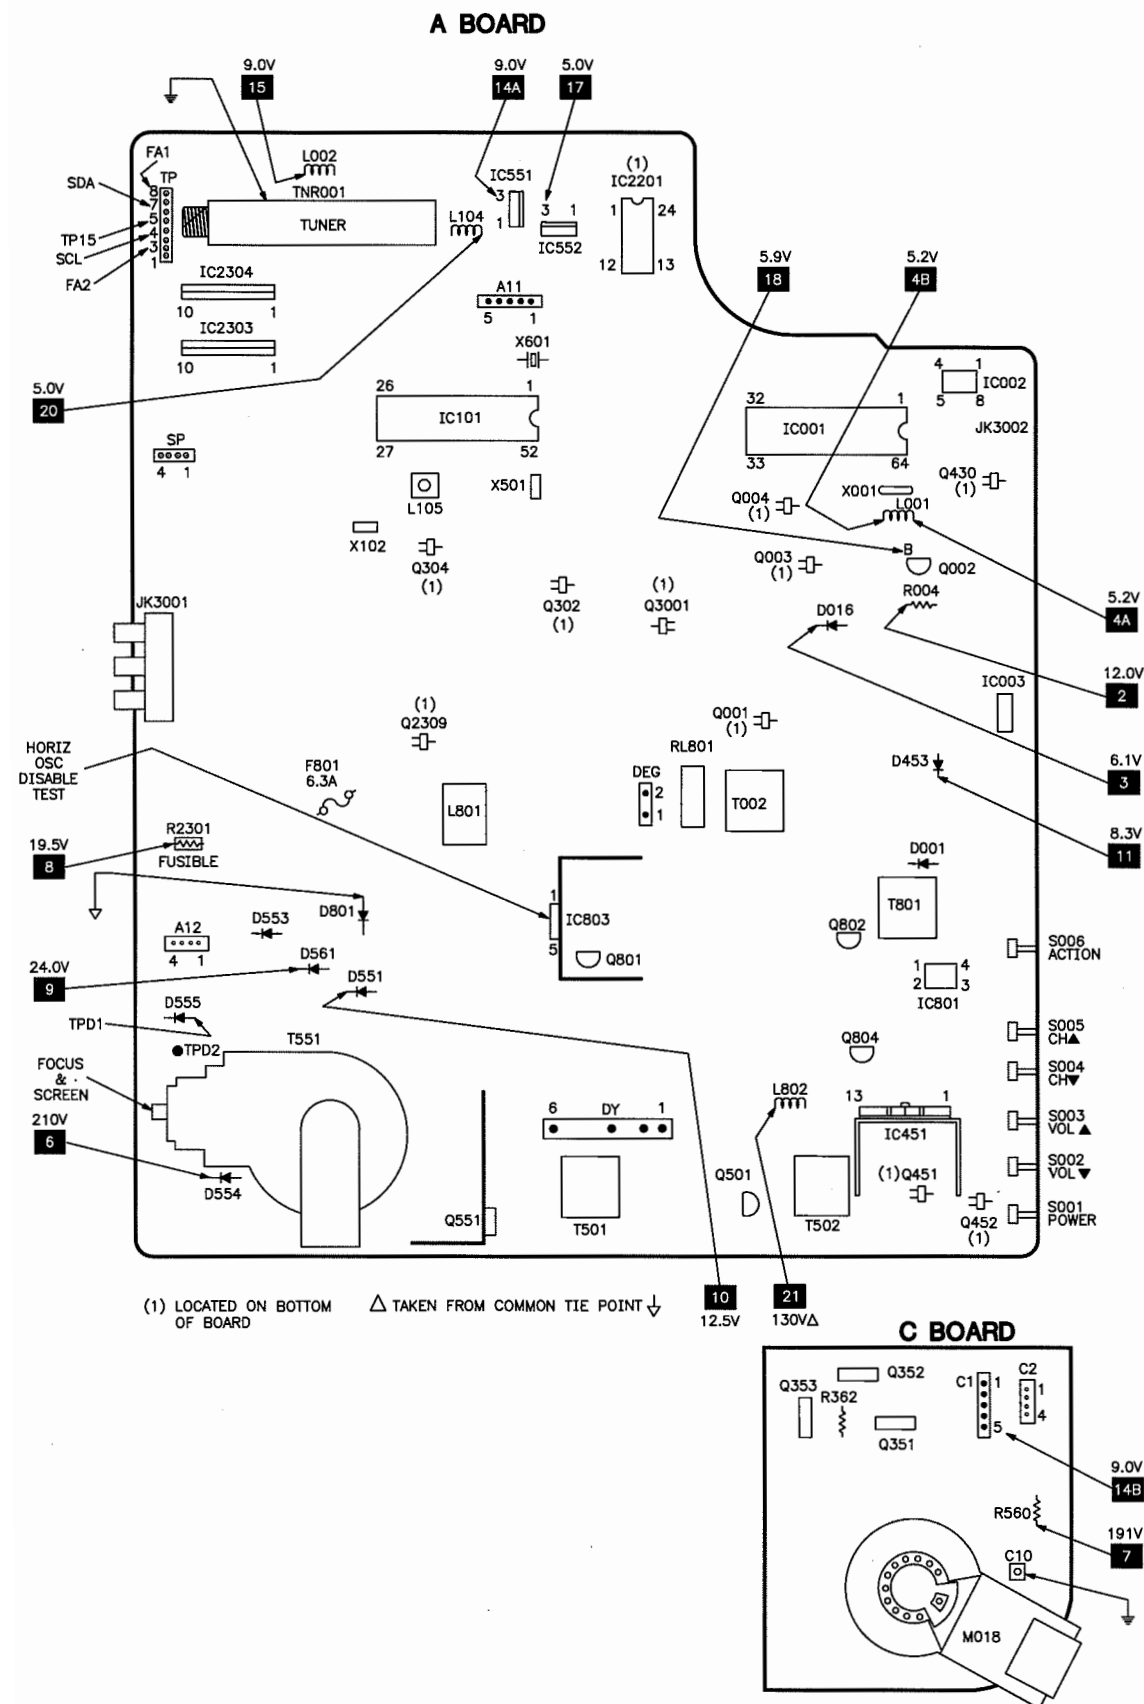 A BOARD
9.0V
15
9.0V
14A
5.0V
17
FA1
TP
SDA
8
7
5
4
3
1
TP15
SCL
FA2
L002
TNR001
TUNER
L104
IC551
3
1
3 1
IC552
(1)
IC2201
1 24
12 13
IC2304
10 1
IC2303
10 1
A11
5 1
X601
5.9V
18
5.2V
4B
4 1
IC002
5 8
JK3002
5.0V
20
26 1
IC101
27 52
32 1
IC001
33 64
SP
4 1
L105
X501
X102
Q304
(1)
Q004
(1)
X001
L001
Q430
(1)
B
Q002
Q003
(1)
R004
Q302
(1)
(1)
Q3001
D016
5.2V
4A
JK3001
12.0V
2
IC003
(1)
Q2309
Q001
(1)
HORIZ
OSC
DISABLE
TEST
F801
6.3A
L801
DEG
2
1
RL801
T002
D453
6.1V
3
8.3V
11
R2301
FUSIBLE
19.5V
8
D001
T801
D801
D553
A12
4 1
1
IC803
5
Q801
Q802
24.0V
9
D561
D551
1 4
2 3
IC801
S006
ACTION
D555
TPD1
TPD2
T551
Q804
S005
CH▲
S004
CH▼
FOCUS
&
SCREEN
L802
6 DY 1
13 1
IC451
S003
VOL ▲
210V
6
D554
S002
VOL▼
Q551
T501
Q501
T502
(1)Q451
Q452
(1)
S001
POWER
(1) LOCATED ON BOTTOM
OF BOARD
△ TAKEN FROM COMMON TIE POINT
10
12.5V
21
130V△
C BOARD
Q353
Q352
R362
Q351
C1
1
5
C2
1
4
9.0V
14B
R560
191V
7
C10
M018